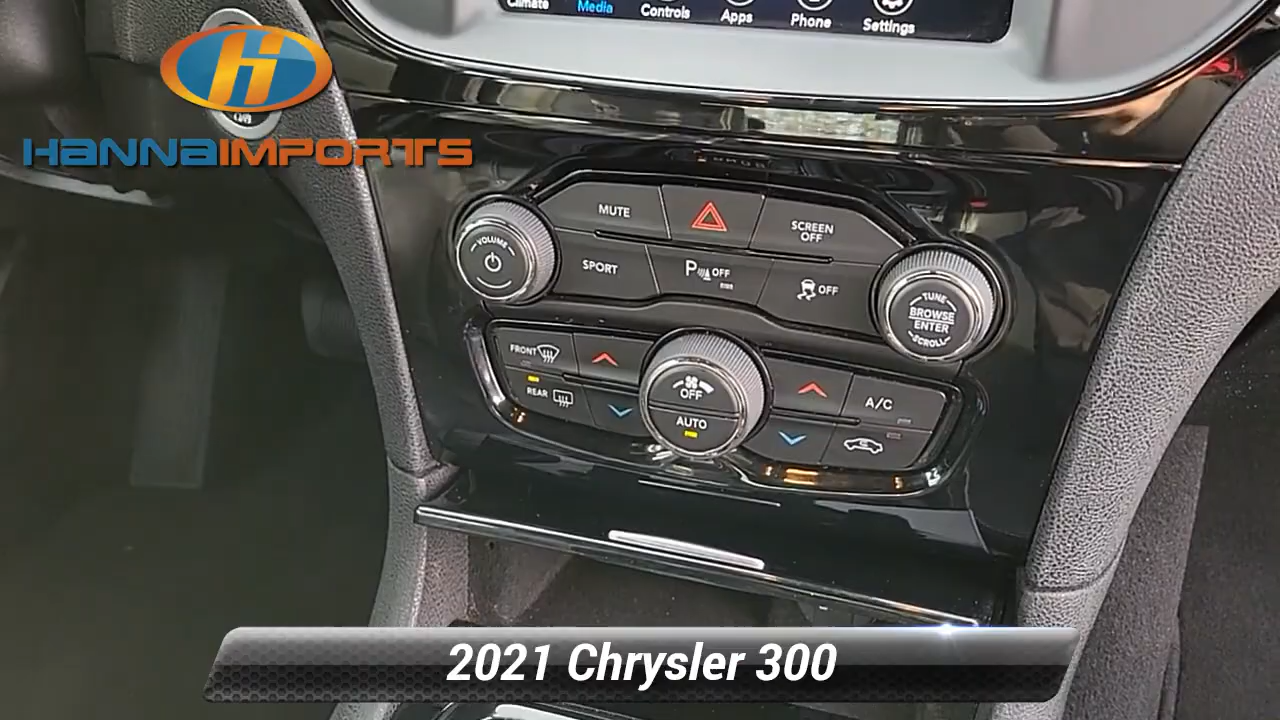 Climate Media Controls Apps Phone Settings
HANNAIMPORTS
MUTE
SCREEN OFF
VOLUME
SPORT
P OFF
OFF
TUNE
BROWSE
ENTER
SCROLL
FRONT
REAR
OFF
AUTO
A/C
2021 Chrysler 300